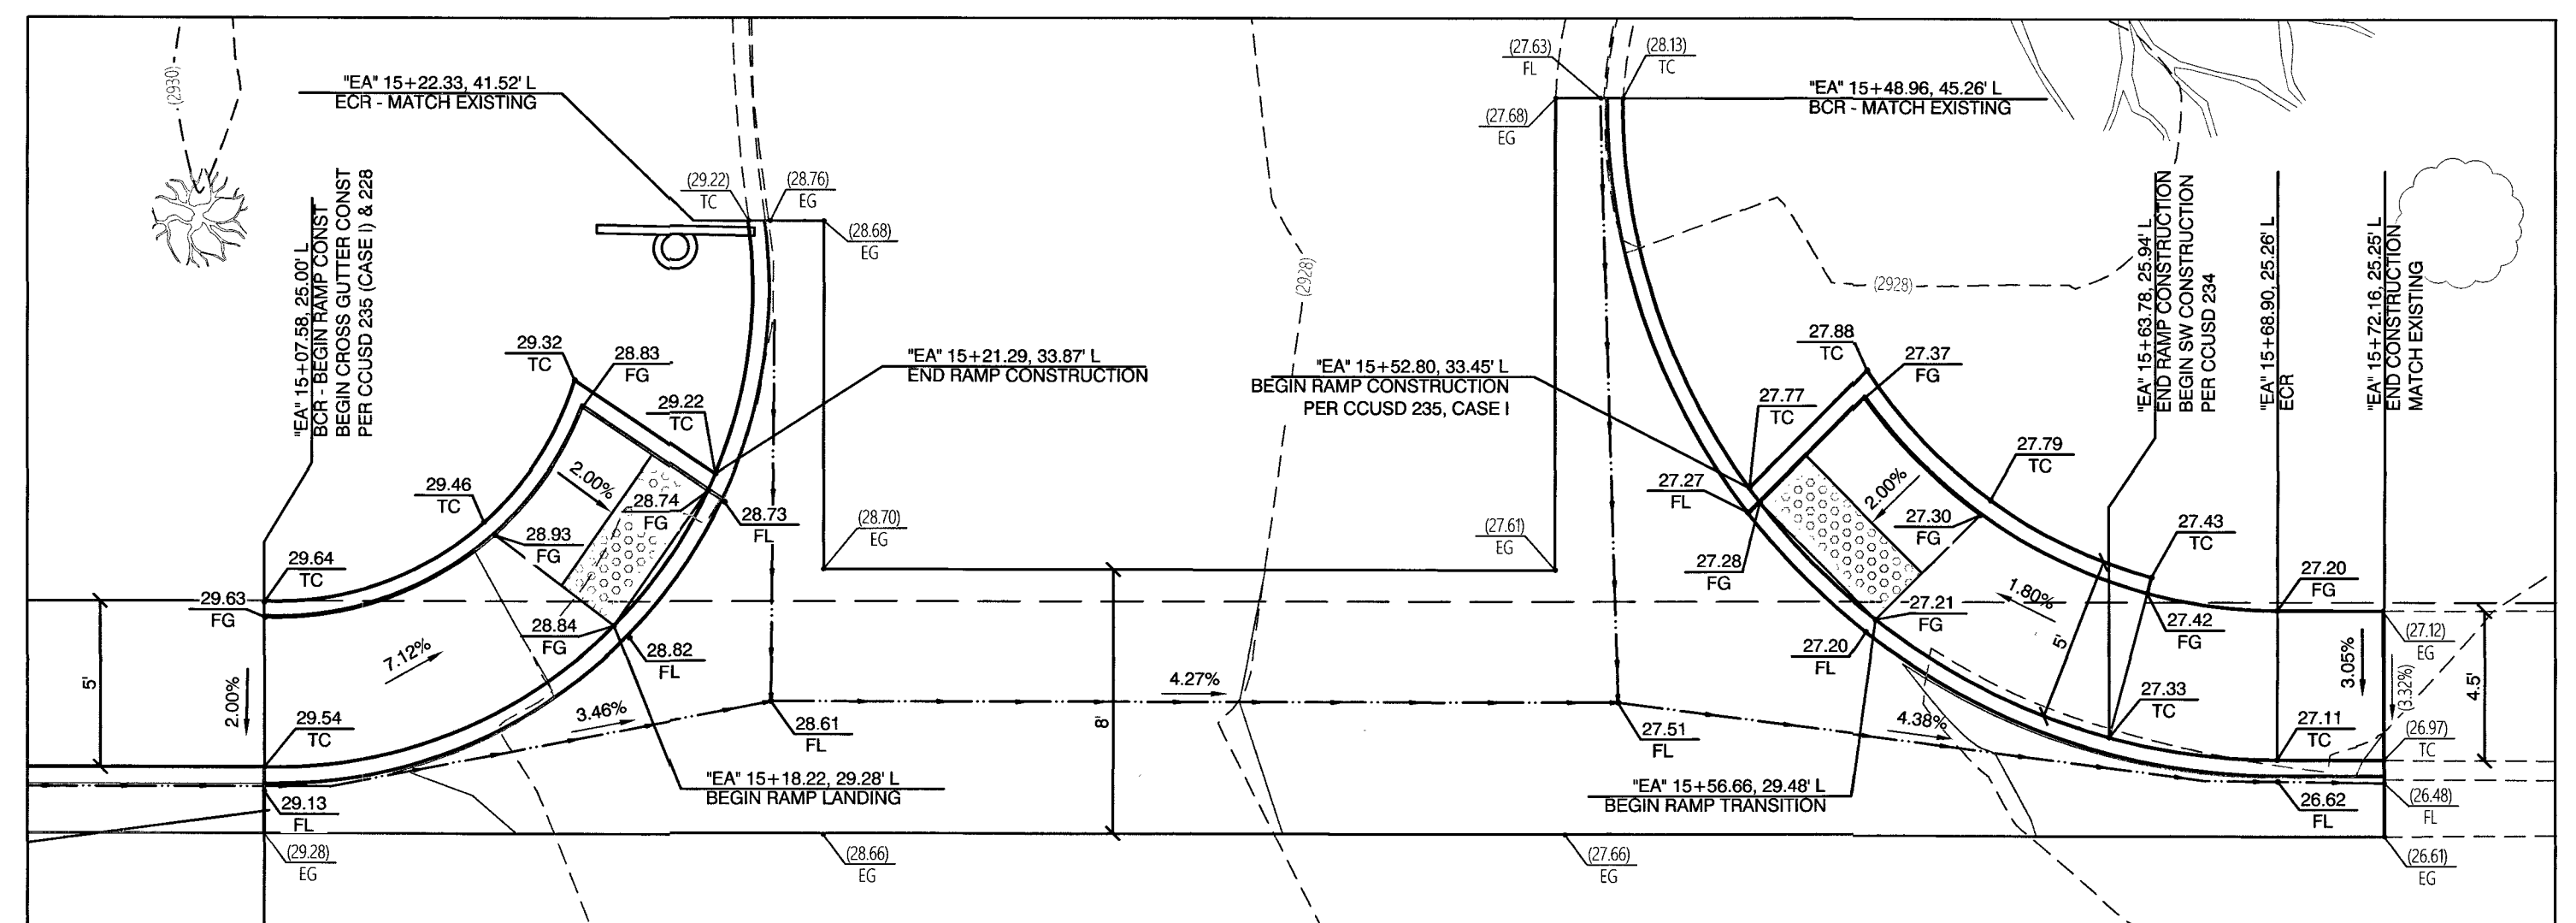 (2930)
"EA" 15+22.33, 41.52' L
ECR - MATCH EXISTING
(29.22)
TC
(28.76)
EG
(28.68)
EG
"EA" 15+07.58, 25.00' L
BCR - BEGIN RAMP CONST
BEGIN CROSS GUTTER CONST
PER CCUSD 235 (CASE I) & 228
29.32
TC
28.83
FG
29.22
TC
"EA" 15+21.29, 33.87' L
END RAMP CONSTRUCTION
2.00%
29.46
TC
28.74
FG
28.73
FL
28.93
FG
(28.70)
EG
29.64
TC
29.63
FG
28.84
FG
28.82
FL
7.12%
5'
2.00%
29.54
TC
3.46%
28.61
FL
"EA" 15+18.22, 29.28' L
BEGIN RAMP LANDING
29.13
FL
(29.28)
EG
(28.66)
EG
8'
4.27%
(2928)
(27.63)
FL
(28.13)
TC
(27.68)
EG
"EA" 15+48.96, 45.26' L
BCR - MATCH EXISTING
(2928)
"EA" 15+52.80, 33.45' L
BEGIN RAMP CONSTRUCTION
PER CCUSD 235, CASE I
27.88
TC
27.37
FG
27.77
TC
27.27
FL
2.00%
27.79
TC
27.30
FG
(27.61)
EG
27.28
FG
27.43
TC
27.21
FG
1.80%
27.42
FG
27.20
FL
5'
27.20
FG
"EA" 15+63.78, 25.94' L
END RAMP CONSTRUCTION
BEGIN SW CONSTRUCTION
PER CCUSD 234
"EA" 15+68.90, 25.26' L
ECR
"EA" 15+72.16, 25.25' L
END CONSTRUCTION
MATCH EXISTING
(27.12)
EG
3.05%
(3.32%)
4.5'
27.33
TC
27.11
TC
(26.97)
TC
27.51
FL
4.38%
"EA" 15+56.66, 29.48' L
BEGIN RAMP TRANSITION
26.62
FL
(26.48)
FL
(27.66)
EG
(26.61)
EG